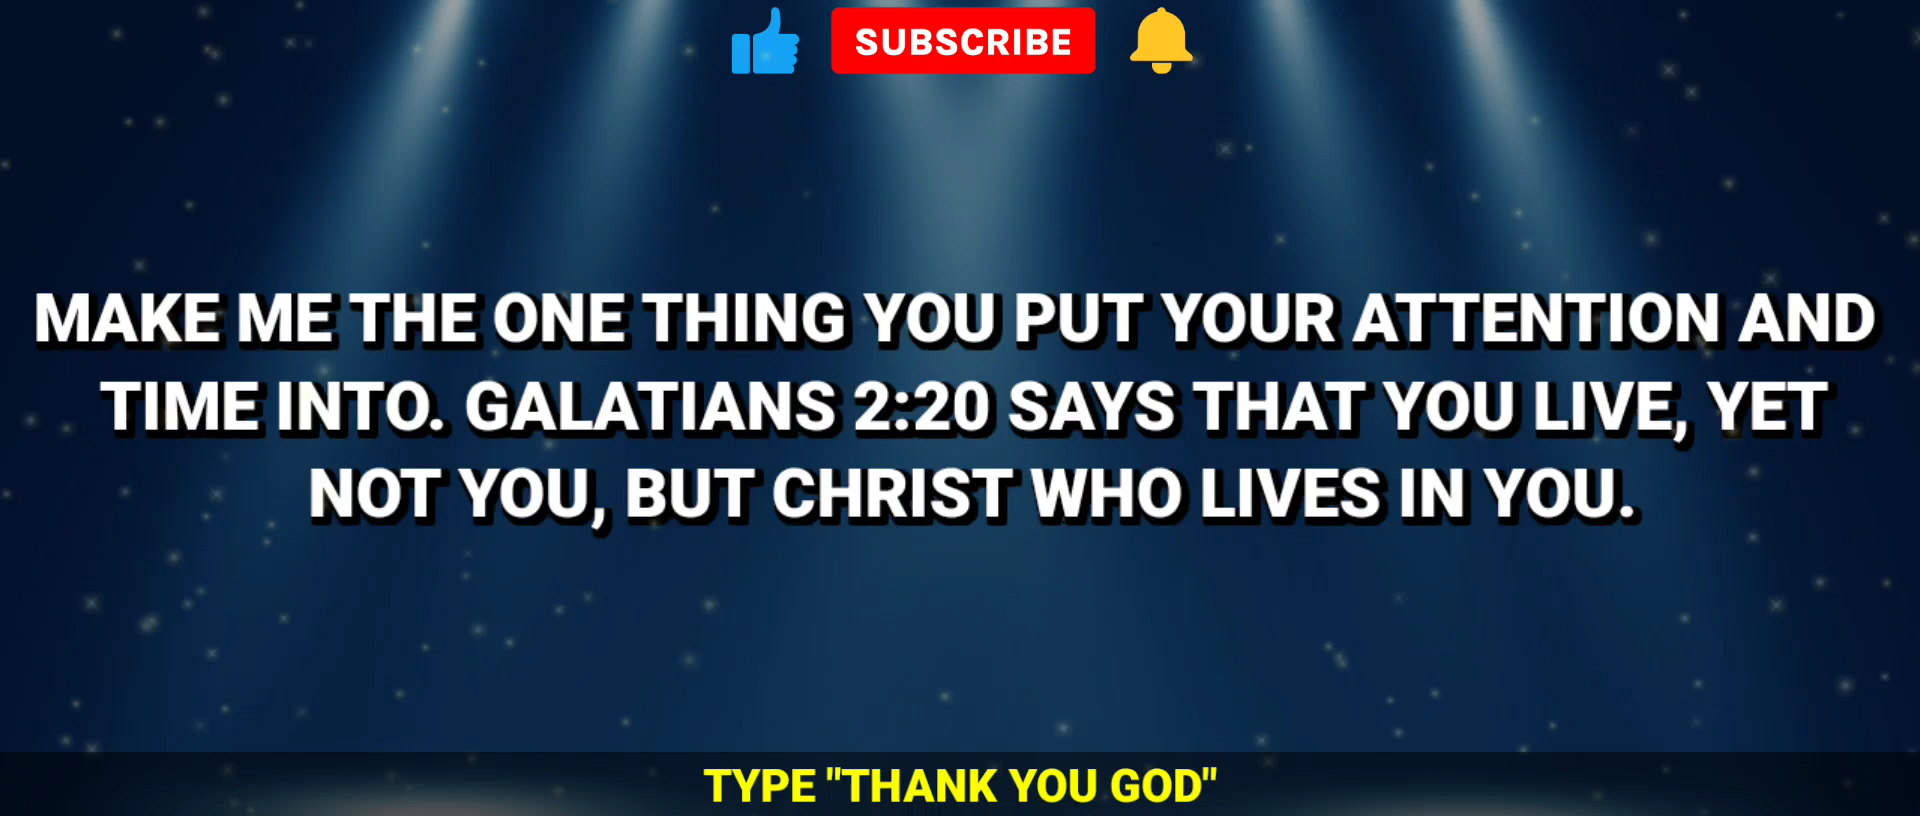 SUBSCRIBE
MAKE ME THE ONE THING YOU PUT YOUR ATTENTION AND
TIME INTO. GALATIANS 2:20 SAYS THAT YOU LIVE, YET
NOT YOU, BUT CHRIST WHO LIVES IN YOU.
TYPE "THANK YOU GOD"